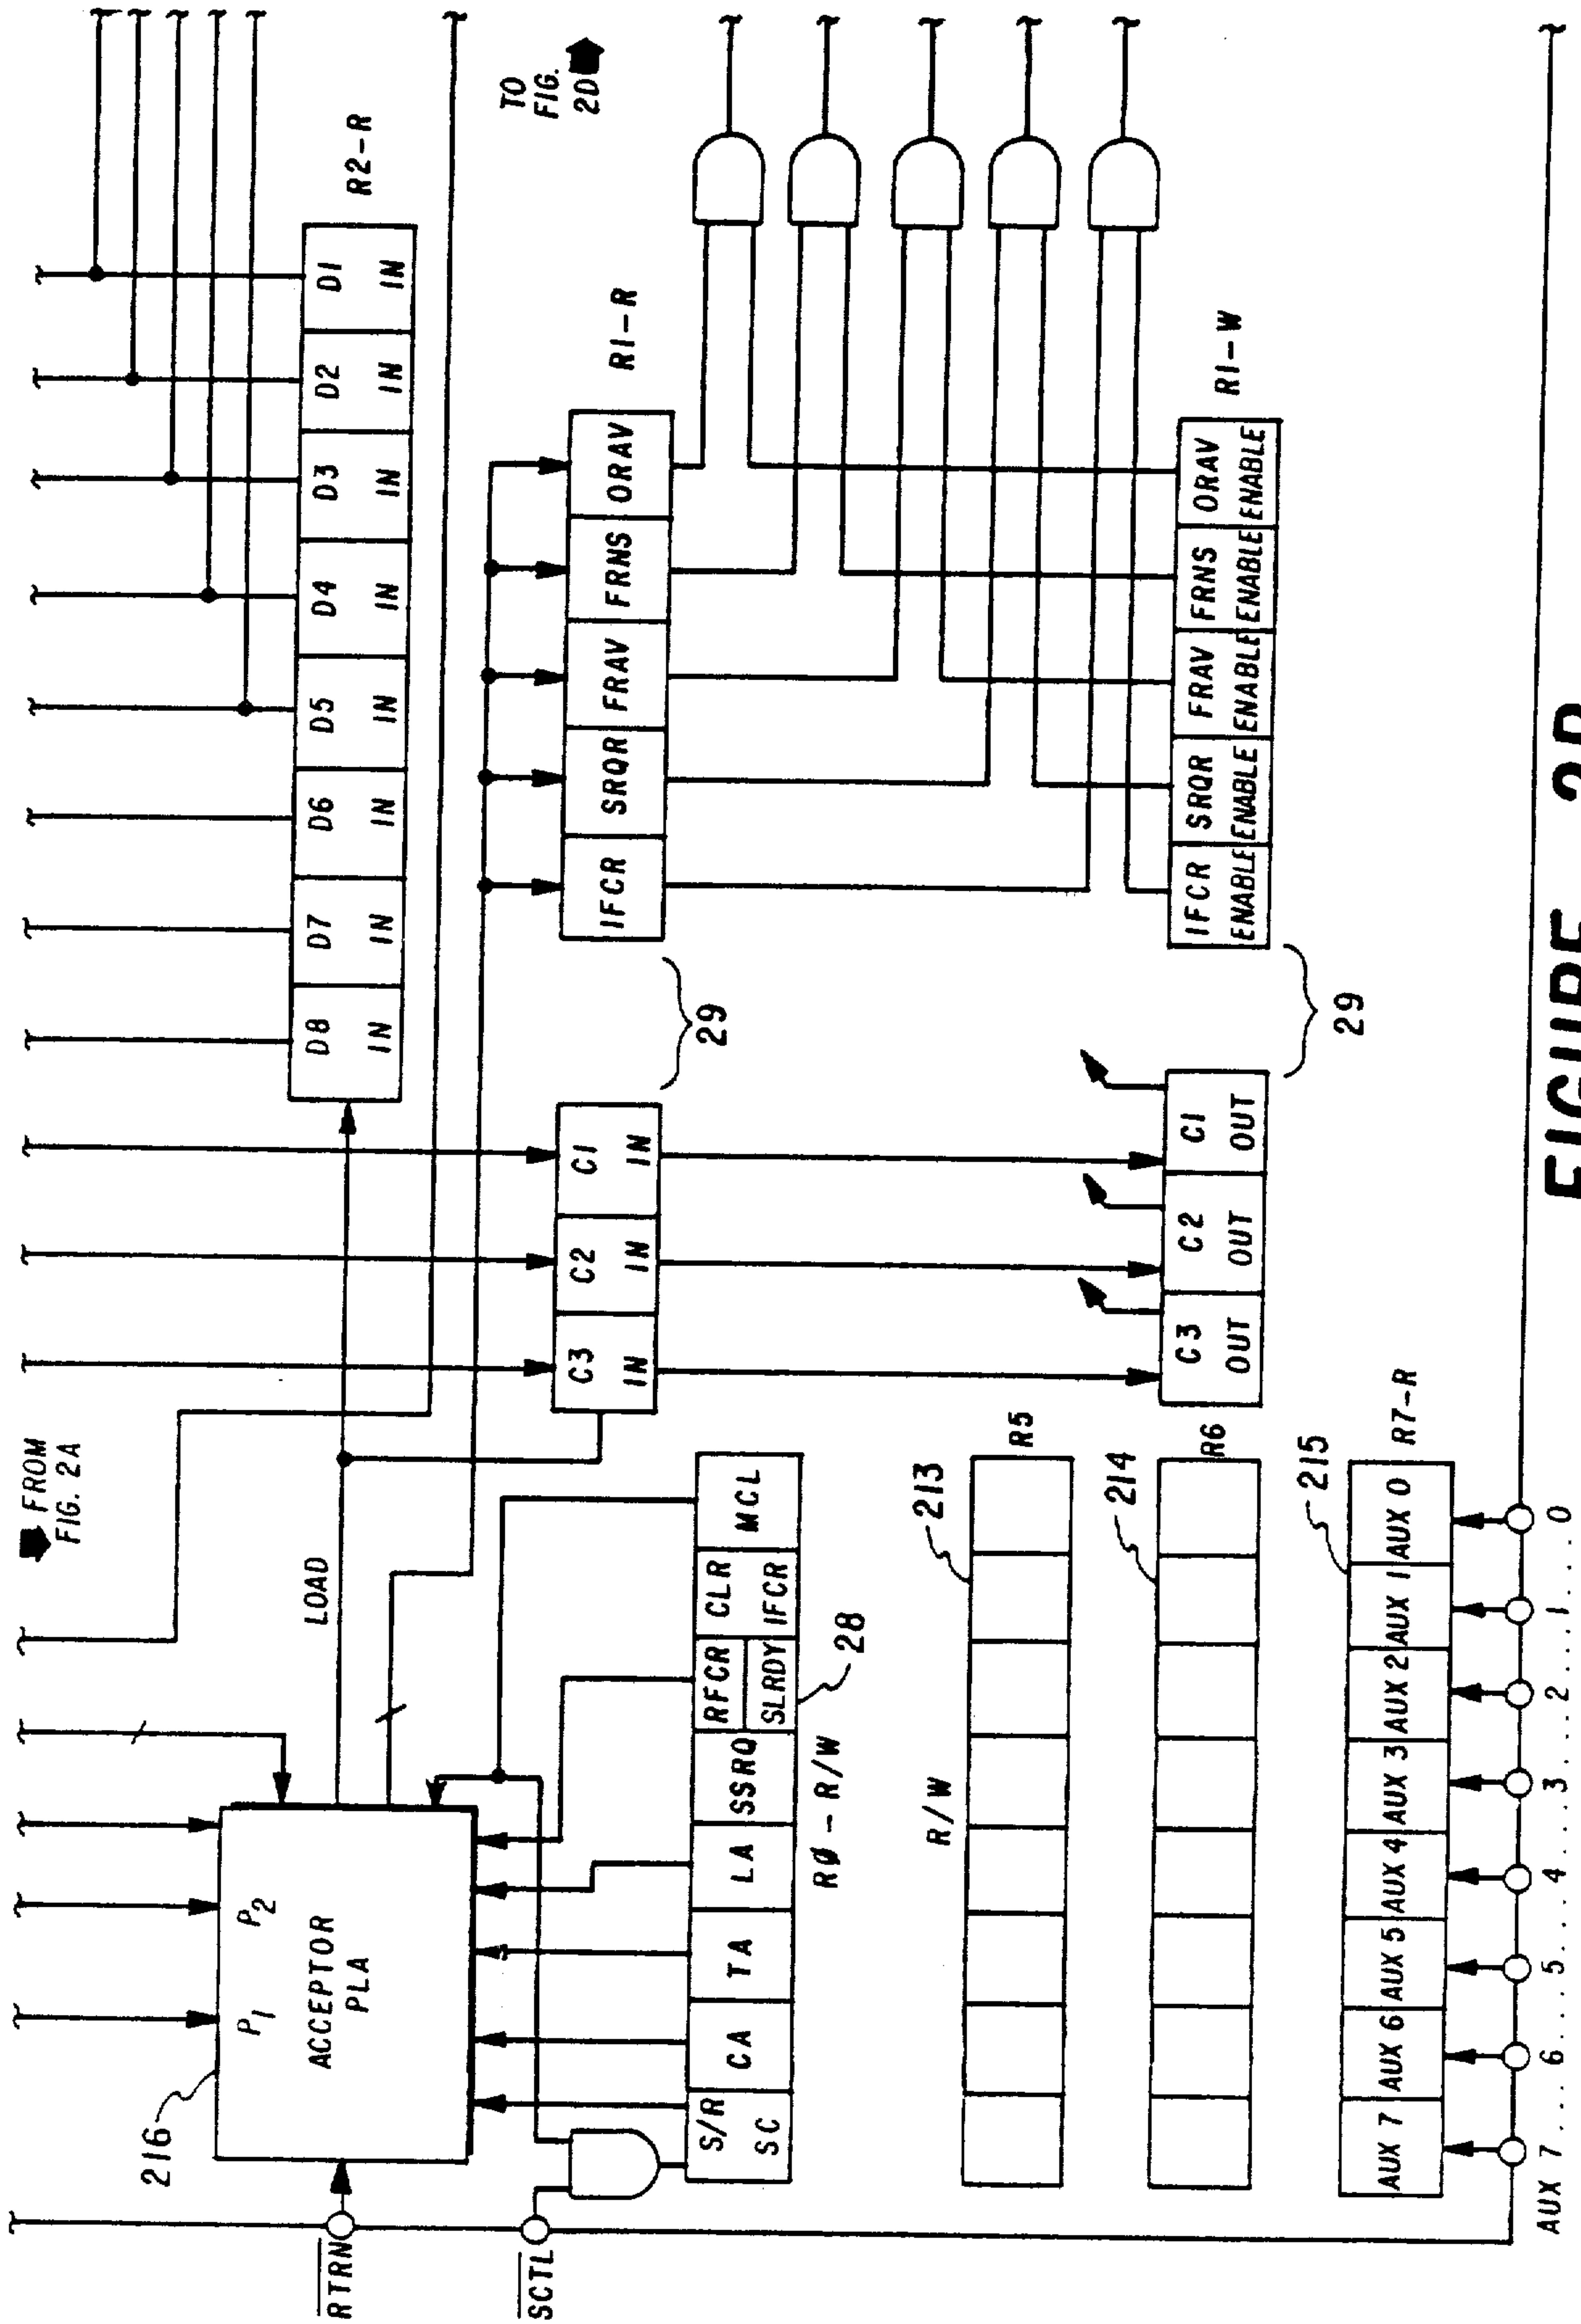 FROM
FIG. 2A
TO
FIG.
2D
D8 D7 D6 D5 D4 D3 D2 D1
IN IN IN IN IN IN IN IN
R2-R
216
P1 P2
ACCEPTOR
PLA
LOAD
RTRN
SCTL
C3 C2 C1
IN IN IN
29
IFCR SRQR FRAV FRNS ORAV
R1-R
S/R CA TA LA SSRQ RFCR CLR MCL
SC SLRDY IFCR
RØ-R/W
28
R/W
213
R5
214
R6
C3 C2 C1
OUT OUT OUT
29
IFCR SRQR FRAV FRNS ORAV
ENABLE ENABLE ENABLE ENABLE ENABLE
R1-W
215
R7-R
AUX 7 AUX 6 AUX 5 AUX 4 AUX 3 AUX 2 AUX 1 AUX 0
AUX 7....6....5....4....3....2....1....0
FIGURE